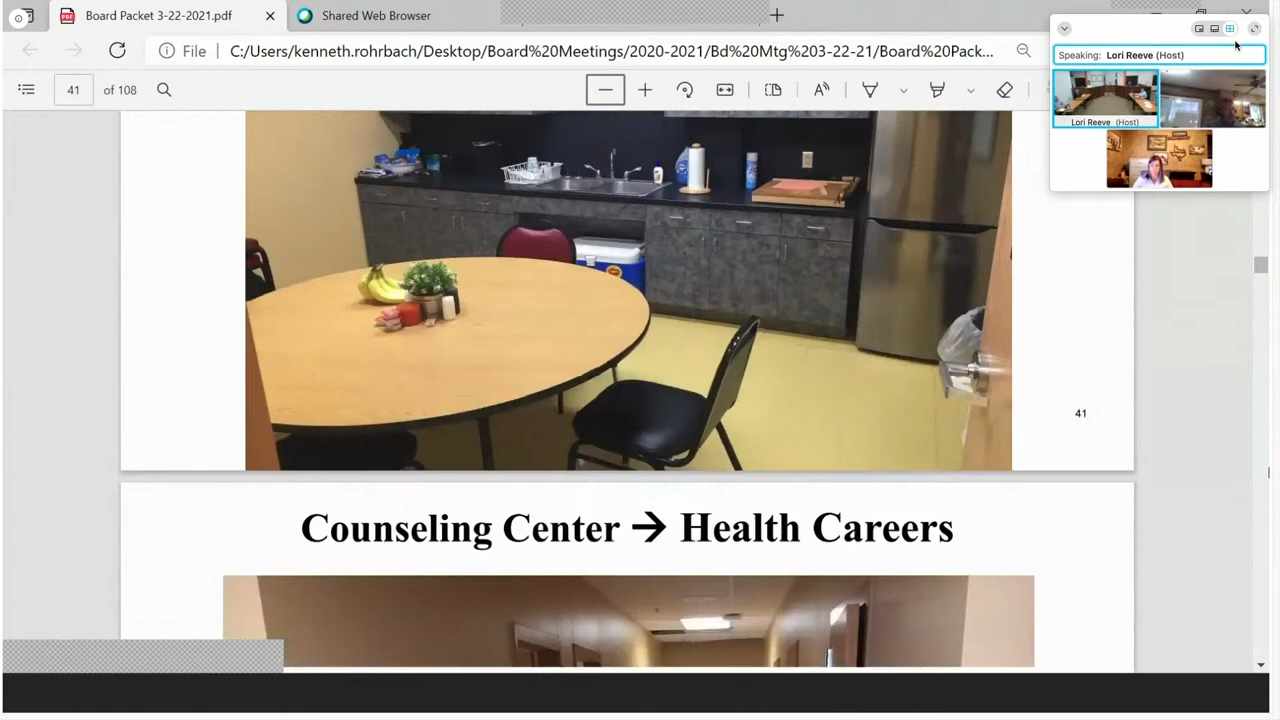 Board Packet 3-22-2021.pdf
Shared Web Browser
File
C:/Users/kenneth.rohrbach/Desktop/Board%20Meetings/2020-2021/Bd%20Mtg%203-22-21/Board%20Pack...
Speaking: Lori Reeve (Host)
41 of 108
Lori Reeve (Host)
41
Counseling Center → Health Careers